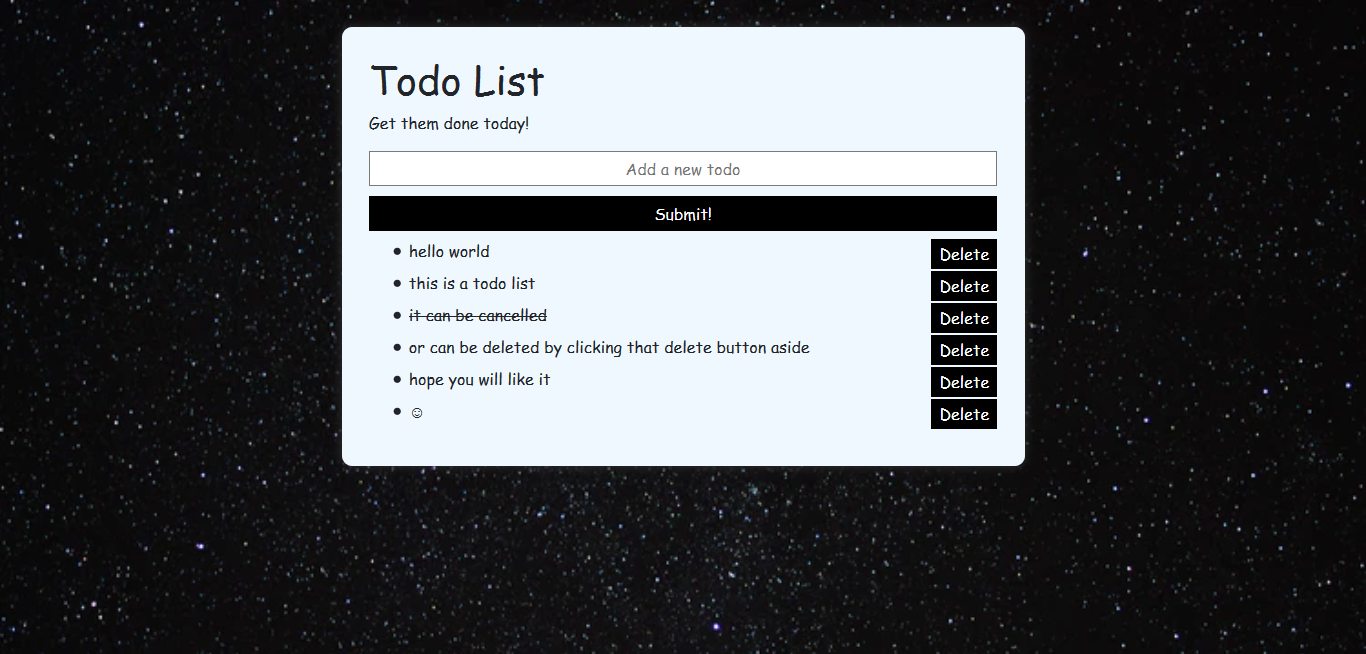 Todo List
Get them done today!
Add a new todo
Submit!
hello world Delete
this is a todo list Delete
it can be cancelled Delete
or can be deleted by clicking that delete button aside Delete
hope you will like it Delete
☺ Delete